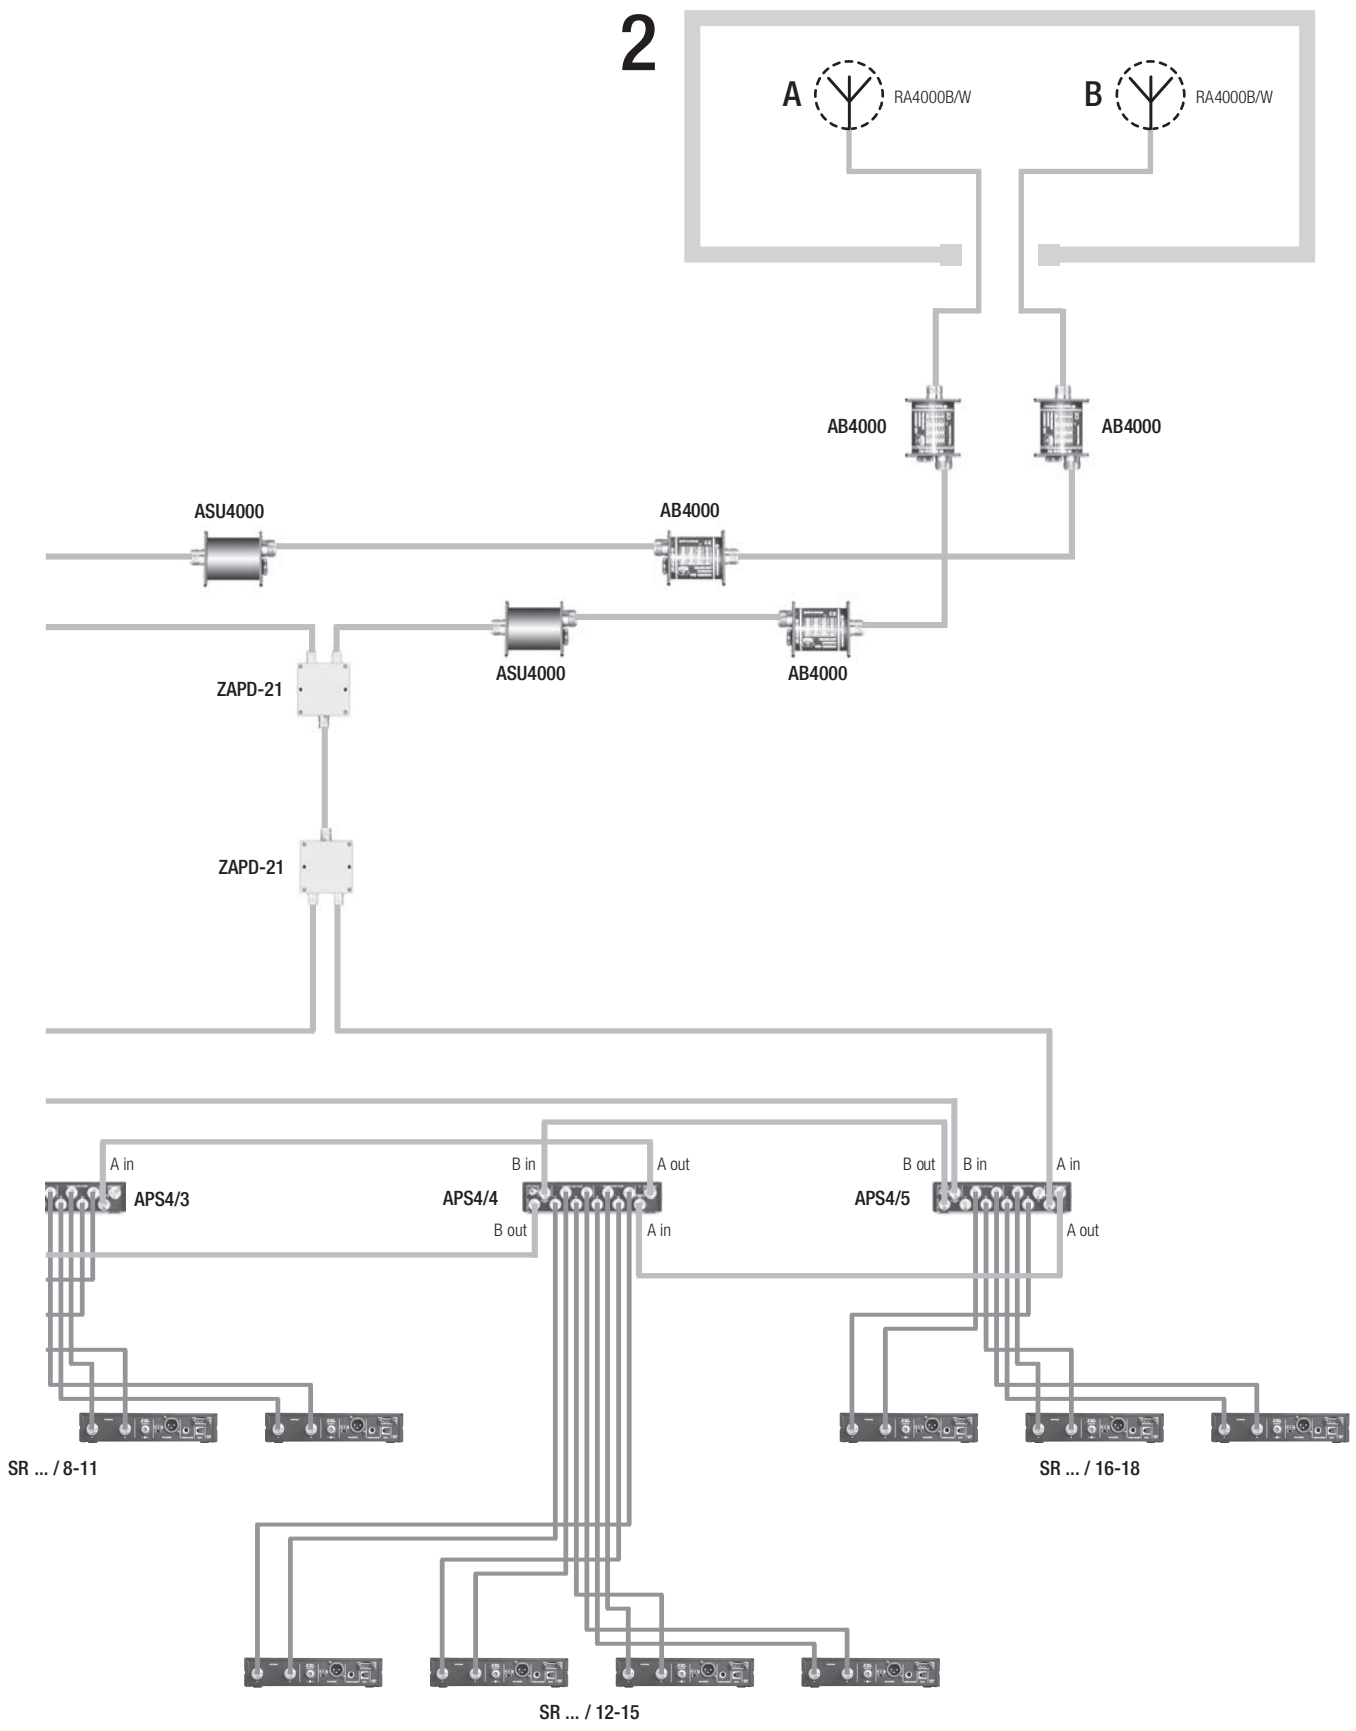 2
A RA4000B/W
B RA4000B/W
AB4000
AB4000
ASU4000
AB4000
ASU4000
AB4000
ZAPD-21
ZAPD-21
A in
B in
A out
B out
B in
A in
APS4/3
APS4/4
APS4/5
B out
A in
A out
SR ... / 8-11
SR ... / 16-18
SR ... / 12-15